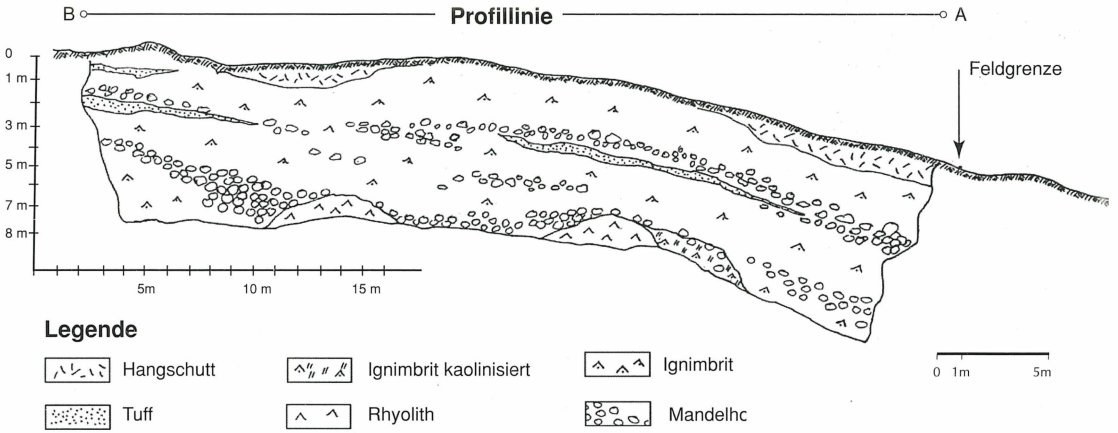 B Profillinie A
Feldgrenze
0
1 m
3 m
5 m
7 m
8 m
5m 10 m 15 m
Legende
Hangschutt Ignimbrit kaolinisiert Ignimbrit
Tuff Rhyolith Mandelhc
0 1m 5m